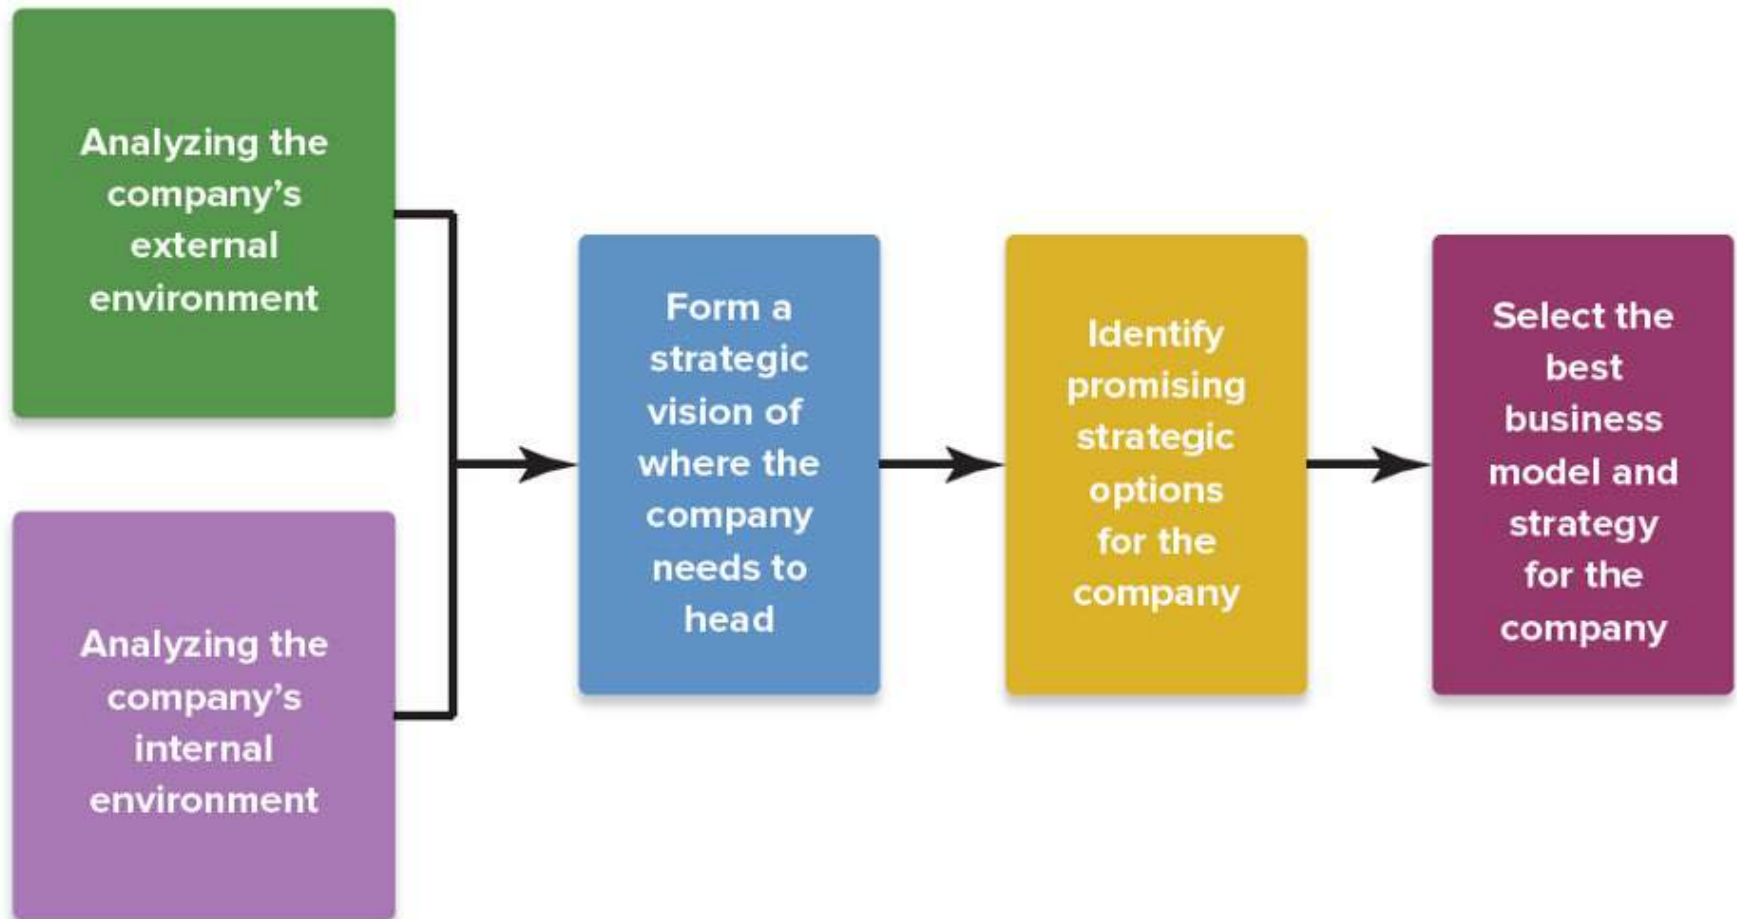 Analyzing the
company’s
external
environment
Analyzing the
company’s
internal
environment
Form a
strategic
vision of
where the
company
needs to
head
Identify
promising
strategic
options
for the
company
Select the
best
business
model and
strategy
for the
company